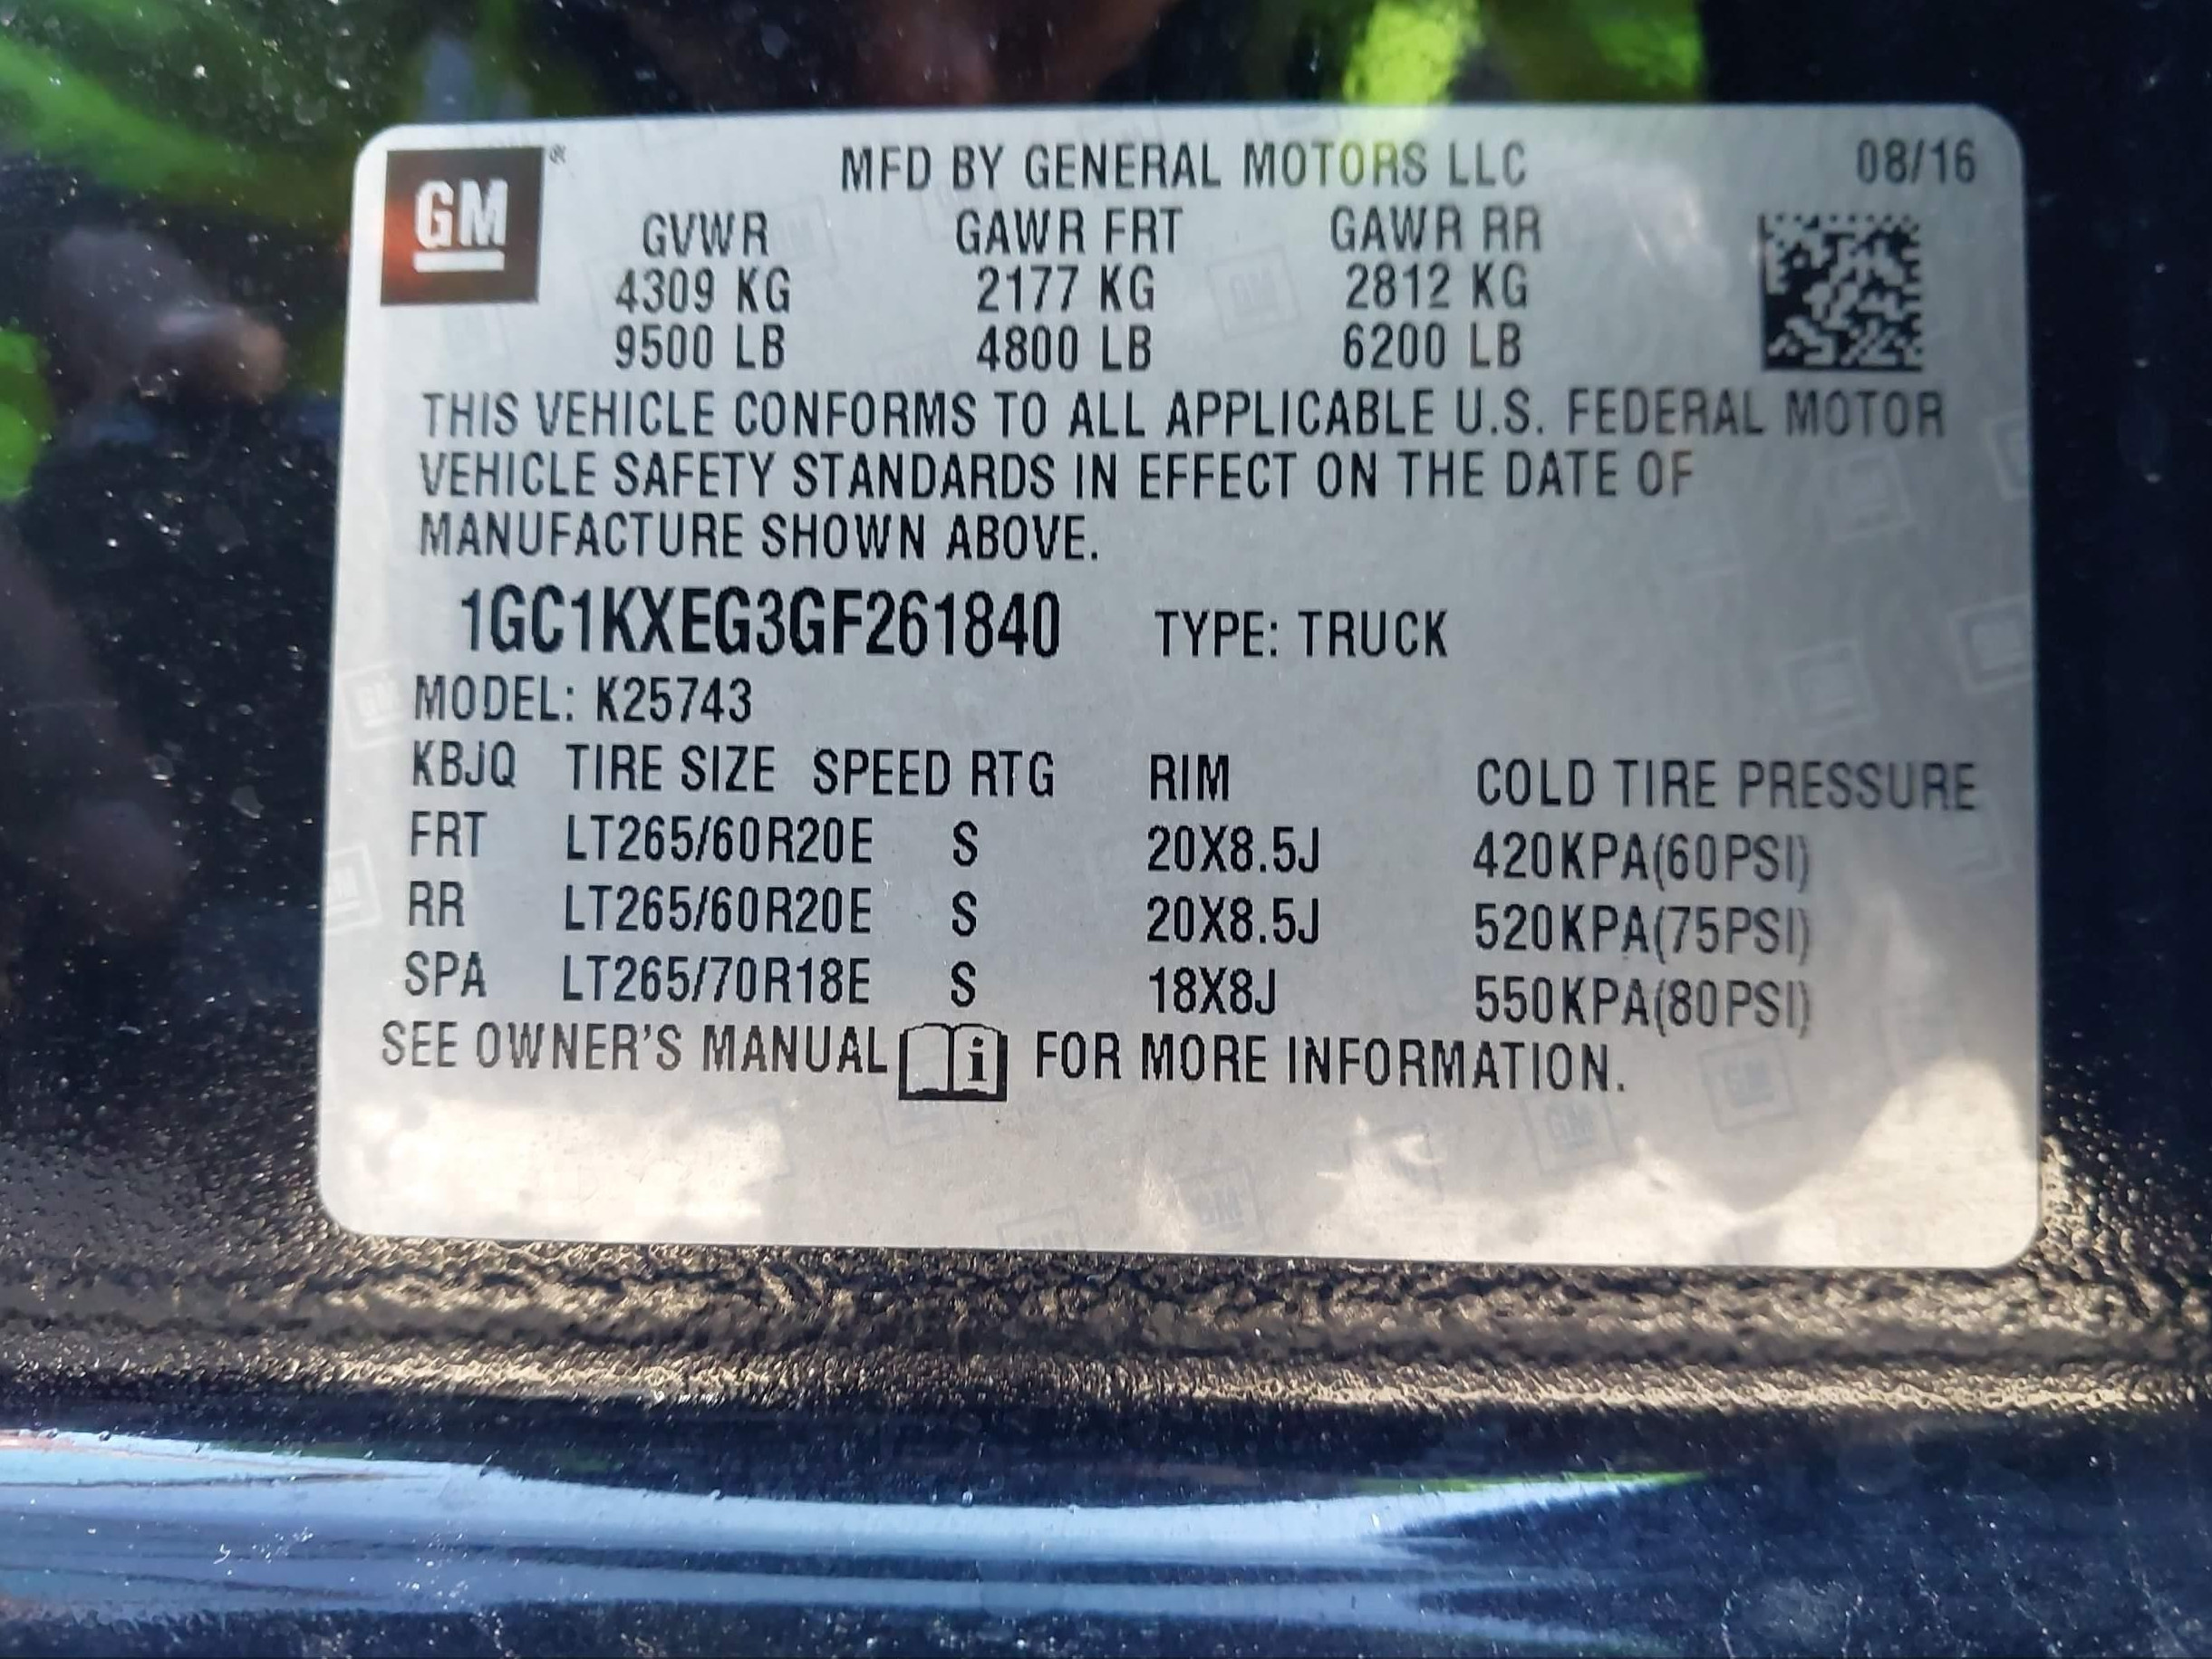 GM ® MFD BY GENERAL MOTORS LLC 08/16
GVWR GAWR FRT GAWR RR
4309 KG 2177 KG 2812 KG
9500 LB 4800 LB 6200 LB
THIS VEHICLE CONFORMS TO ALL APPLICABLE U.S. FEDERAL MOTOR
VEHICLE SAFETY STANDARDS IN EFFECT ON THE DATE OF
MANUFACTURE SHOWN ABOVE.
1GC1KXEG3GF261840 TYPE: TRUCK
MODEL: K25743
KBJQ TIRE SIZE SPEED RTG RIM COLD TIRE PRESSURE
FRT LT265/60R20E S 20X8.5J 420KPA(60PSI)
RR LT265/60R20E S 20X8.5J 520KPA(75PSI)
SPA LT265/70R18E S 18X8J 550KPA(80PSI)
SEE OWNER'S MANUAL i FOR MORE INFORMATION.